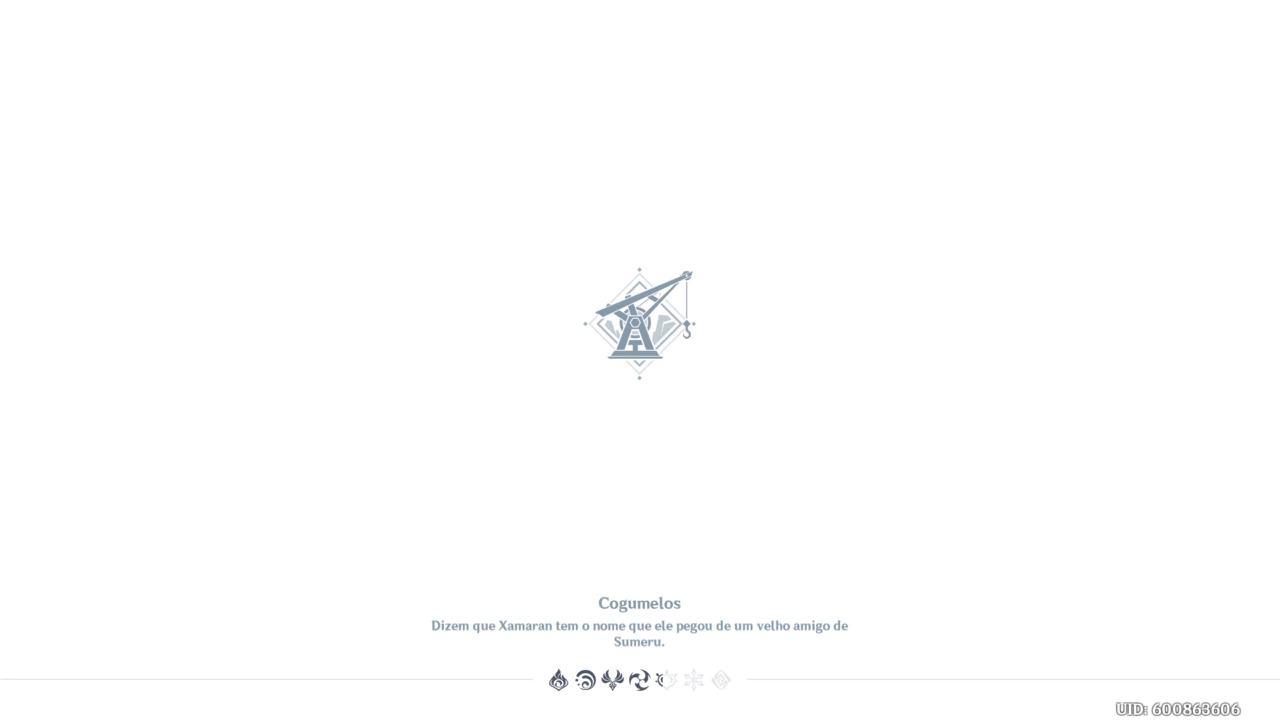 Cogumelos
Dizem que Xamaran tem o nome que ele pegou de um velho amigo de
Sumeru.
UID: 600863606